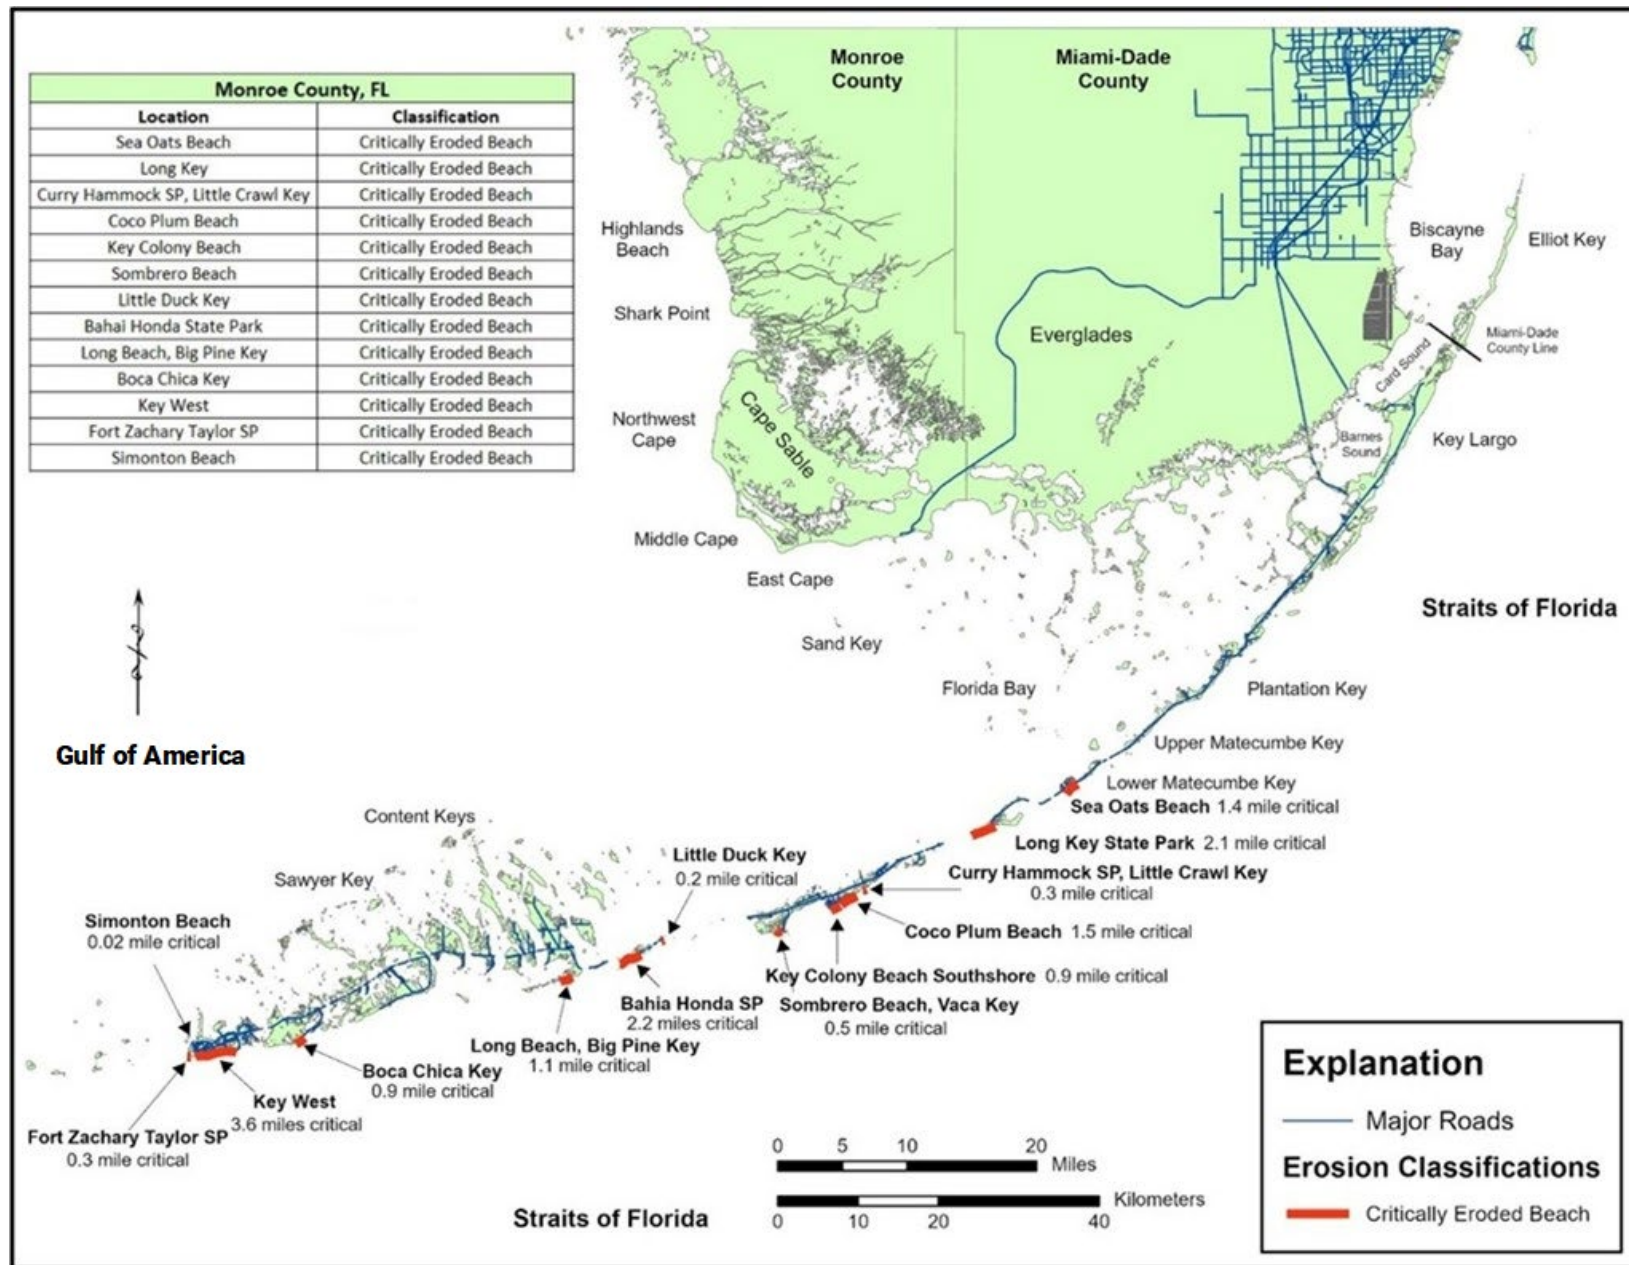 Monroe County, FL
Location Classification
Sea Oats Beach Critically Eroded Beach
Long Key Critically Eroded Beach
Curry Hammock SP, Little Crawl Key Critically Eroded Beach
Coco Plum Beach Critically Eroded Beach
Key Colony Beach Critically Eroded Beach
Sombrero Beach Critically Eroded Beach
Little Duck Key Critically Eroded Beach
Bahai Honda State Park Critically Eroded Beach
Long Beach, Big Pine Key Critically Eroded Beach
Boca Chica Key Critically Eroded Beach
Key West Critically Eroded Beach
Fort Zachary Taylor SP Critically Eroded Beach
Simonton Beach Critically Eroded Beach
Monroe
County
Miami-Dade
County
Highlands
Beach
Biscayne
Bay
Elliot Key
Shark Point
Everglades
Miami-Dade
County Line
Card Sound
Northwest
Cape
Cape Sable
Barnes
Sound
Key Largo
Middle Cape
East Cape
Straits of Florida
Sand Key
Florida Bay
Plantation Key
Gulf of America
Upper Matecumbe Key
Lower Matecumbe Key
Sea Oats Beach 1.4 mile critical
Long Key State Park 2.1 mile critical
Content Keys
Little Duck Key
0.2 mile critical
Curry Hammock SP, Little Crawl Key
0.3 mile critical
Sawyer Key
Simonton Beach
0.02 mile critical
Coco Plum Beach 1.5 mile critical
Key Colony Beach Southshore 0.9 mile critical
Bahia Honda SP
2.2 miles critical
Sombrero Beach, Vaca Key
0.5 mile critical
Long Beach, Big Pine Key
1.1 mile critical
Boca Chica Key
0.9 mile critical
Key West
3.6 miles critical
Fort Zachary Taylor SP
0.3 mile critical
0 5 10 20
Miles
Kilometers
0 10 20 40
Straits of Florida
Explanation
Major Roads
Erosion Classifications
Critically Eroded Beach